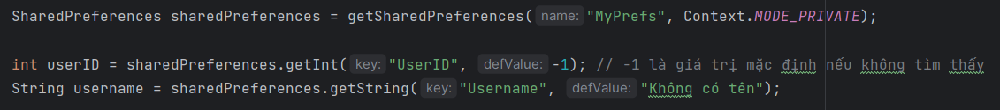 SharedPreferences sharedPreferences = getSharedPreferences( name: "MyPrefs", Context.MODE_PRIVATE);
int userID = sharedPreferences.getInt( key: "UserID", defValue: -1); // -1 là giá trị mặc định nếu không tìm thấy
String username = sharedPreferences.getString( key: "Username", defValue: "Không có tên");